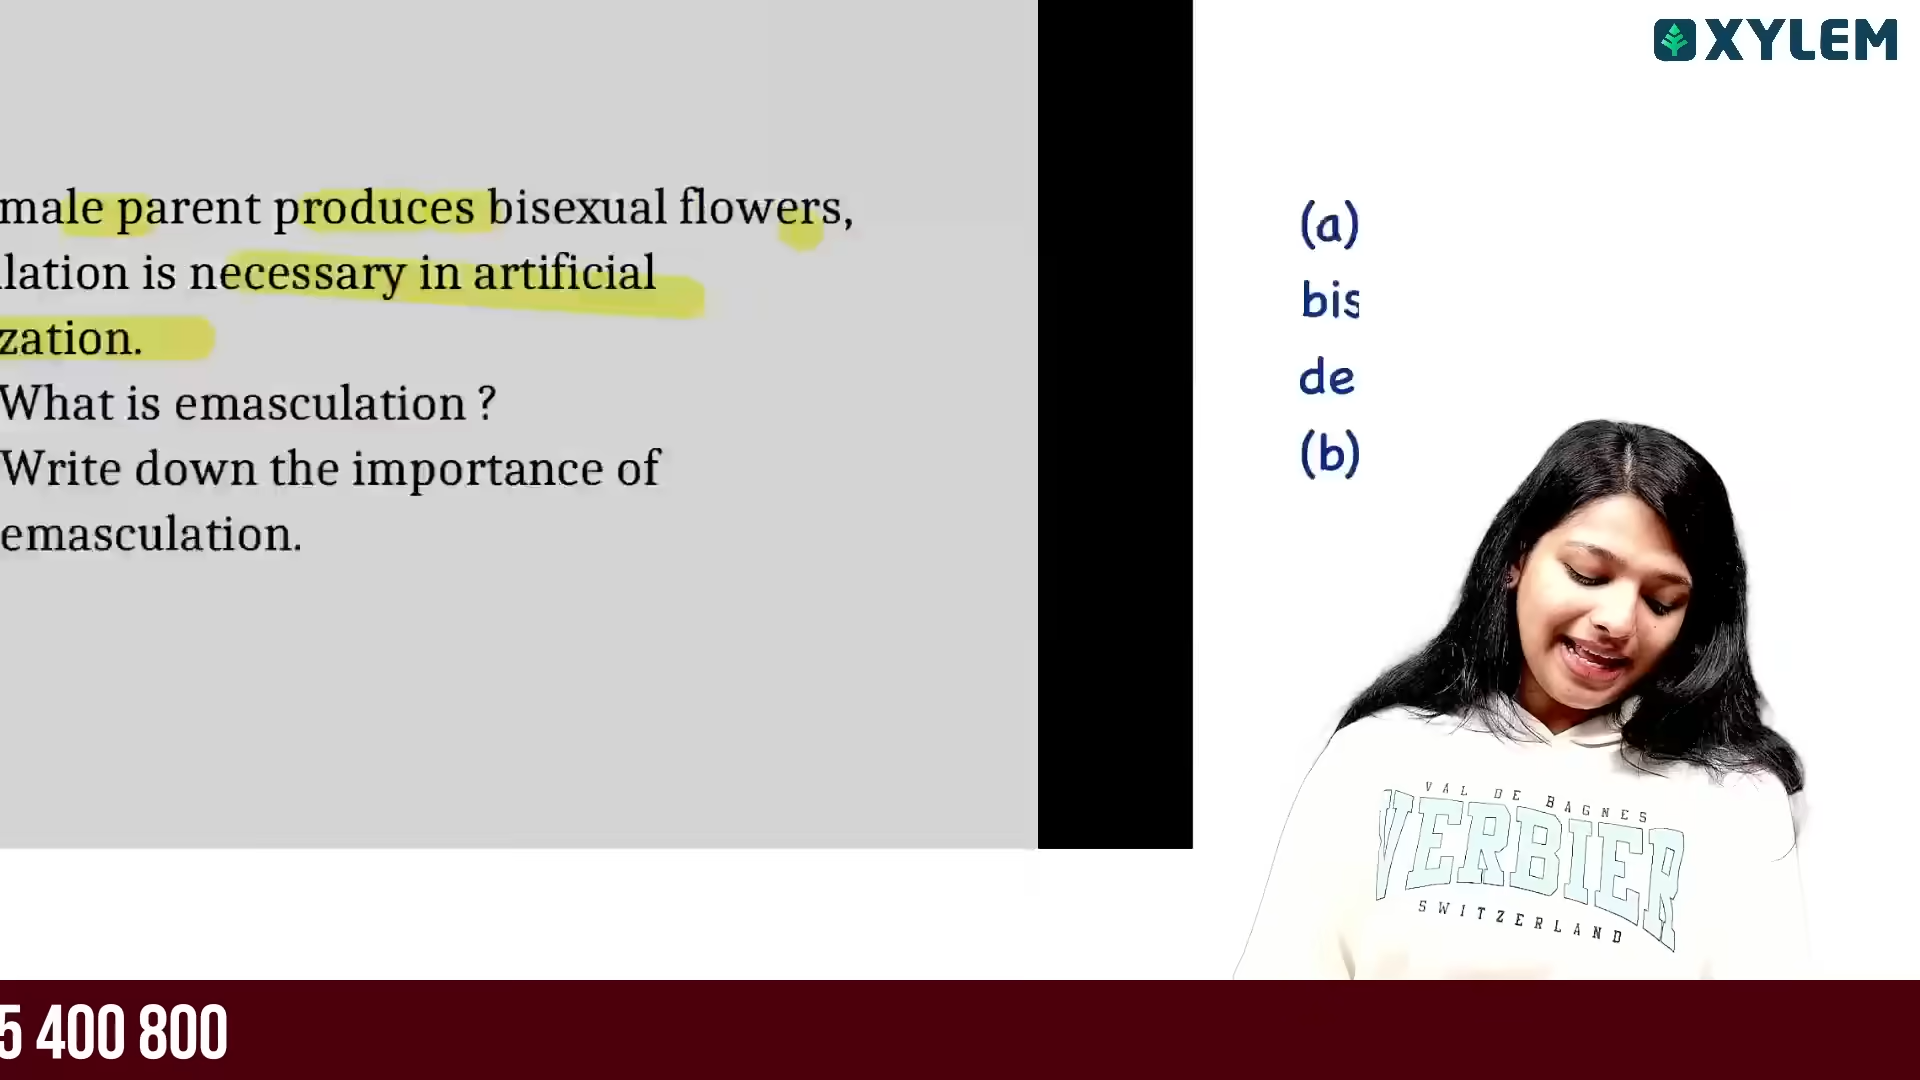 XYLEM
male parent produces bisexual flowers,
lation is necessary in artificial
zation.
What is emasculation ?
Write down the importance of
emasculation.
(a)
bis
de
(b)
VAL DE BAGNES
VERBIER
SWITZERLAND
5 400 800